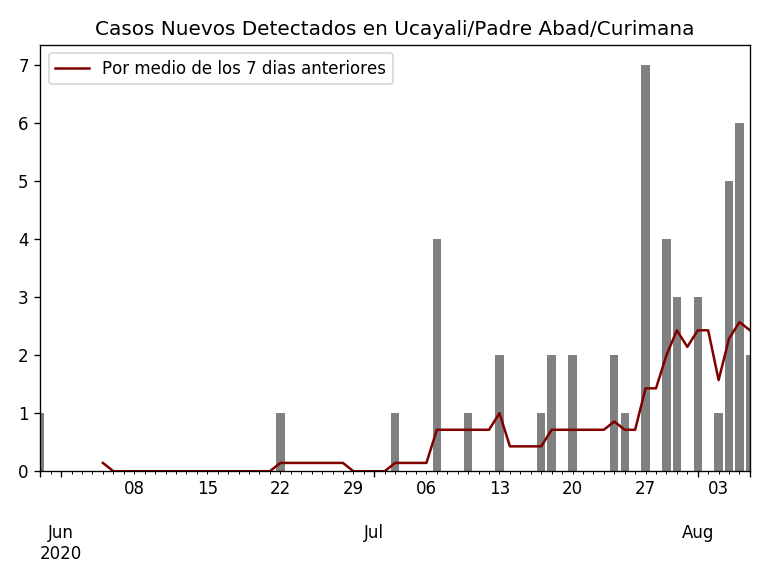 Casos Nuevos Detectados en Ucayali/Padre Abad/Curimana
Por medio de los 7 dias anteriores
7
6
5
4
3
2
1
0
08 15 22 29 06 13 20 27 03
Jun Jul Aug
2020